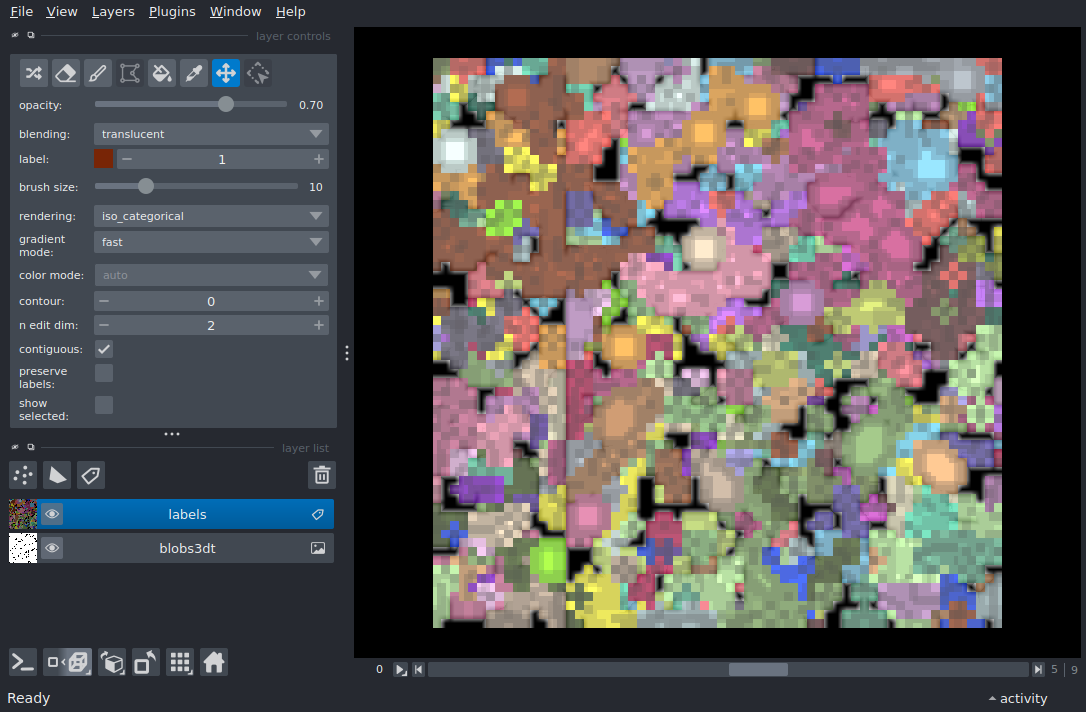 File View Layers Plugins Window Help
layer controls
opacity: 0.70
blending: translucent
label: 1
brush size: 10
rendering: iso_categorical
gradient mode: fast
color mode: auto
contour: 0
n edit dim: 2
contiguous:
preserve labels:
show selected:
layer list
labels
blobs3dt
0 5 9
Ready activity